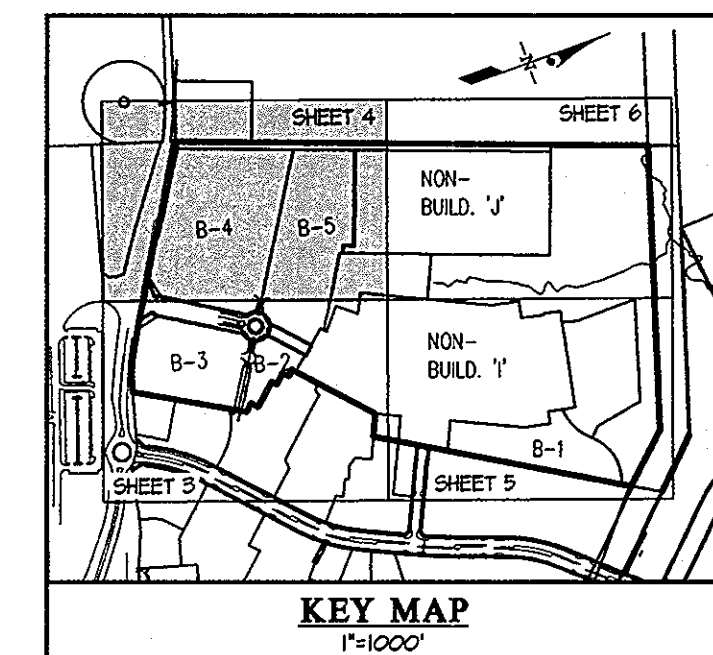 N
SHEET 4
SHEET 6
NON-
BUILD. 'J'
B-4
B-5
B-3
B-2
NON-
BUILD. 'I'
B-1
SHEET 3
SHEET 5
KEY MAP
1"=1000'